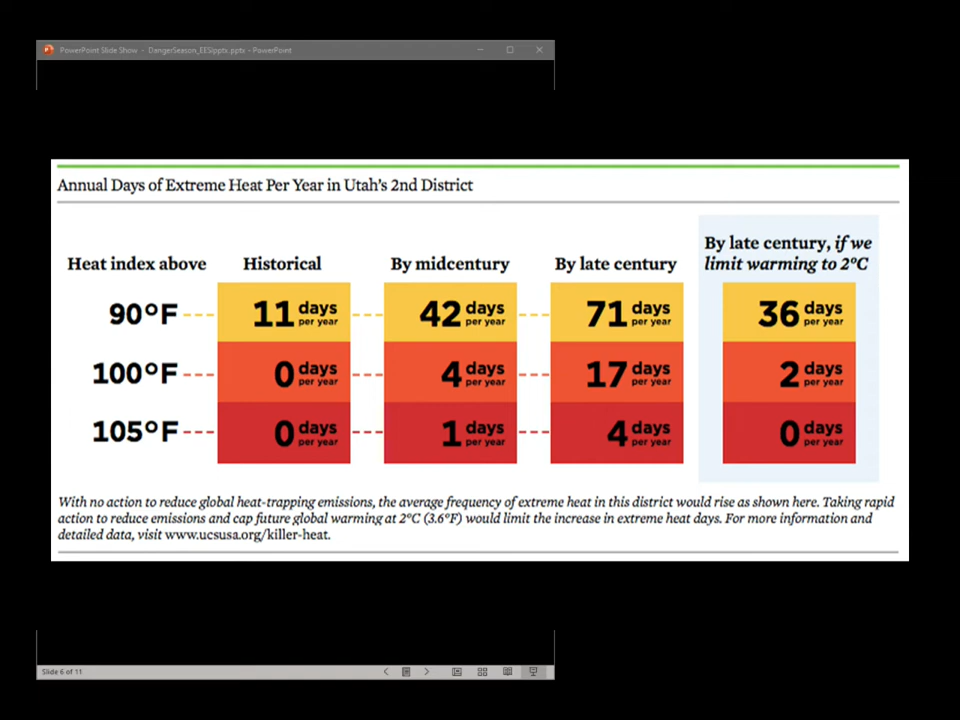 PowerPoint Slide Show - DangerSeason_EESIpptx.pptx - PowerPoint
Annual Days of Extreme Heat Per Year in Utah's 2nd District
Heat index above Historical By midcentury By late century By late century, if we limit warming to 2°C
90°F 11 days per year 42 days per year 71 days per year 36 days per year
100°F 0 days per year 4 days per year 17 days per year 2 days per year
105°F 0 days per year 1 days per year 4 days per year 0 days per year
With no action to reduce global heat-trapping emissions, the average frequency of extreme heat in this district would rise as shown here. Taking rapid
action to reduce emissions and cap future global warming at 2°C (3.6°F) would limit the increase in extreme heat days. For more information and
detailed data, visit www.ucsusa.org/killer-heat.
Slide 6 of 11